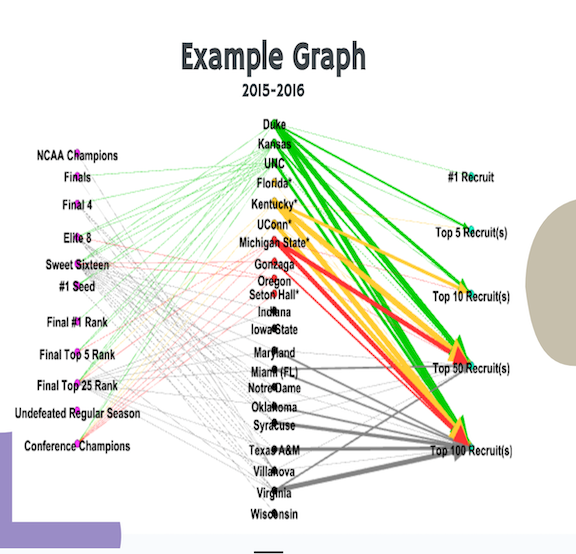 Example Graph
2015-2016
NCAA Champions
Finals
Final 4
Elite 8
Sweet Sixteen
#1 Seed
Final #1 Rank
Final Top 5 Rank
Final Top 25 Rank
Undefeated Regular Season
Conference Champions
Duke
Kansas
UNC
Florida*
Kentucky*
UConn*
Michigan State*
Gonzaga
Oregon
Seton Hall*
Indiana
Iowa State
Maryland
Miami (FL)
Notre Dame
Oklahoma
Syracuse
Texas A&M
Villanova
Virginia
Wisconsin
#1 Recruit
Top 5 Recruit(s)
Top 10 Recruit(s)
Top 50 Recruit(s)
Top 100 Recruit(s)